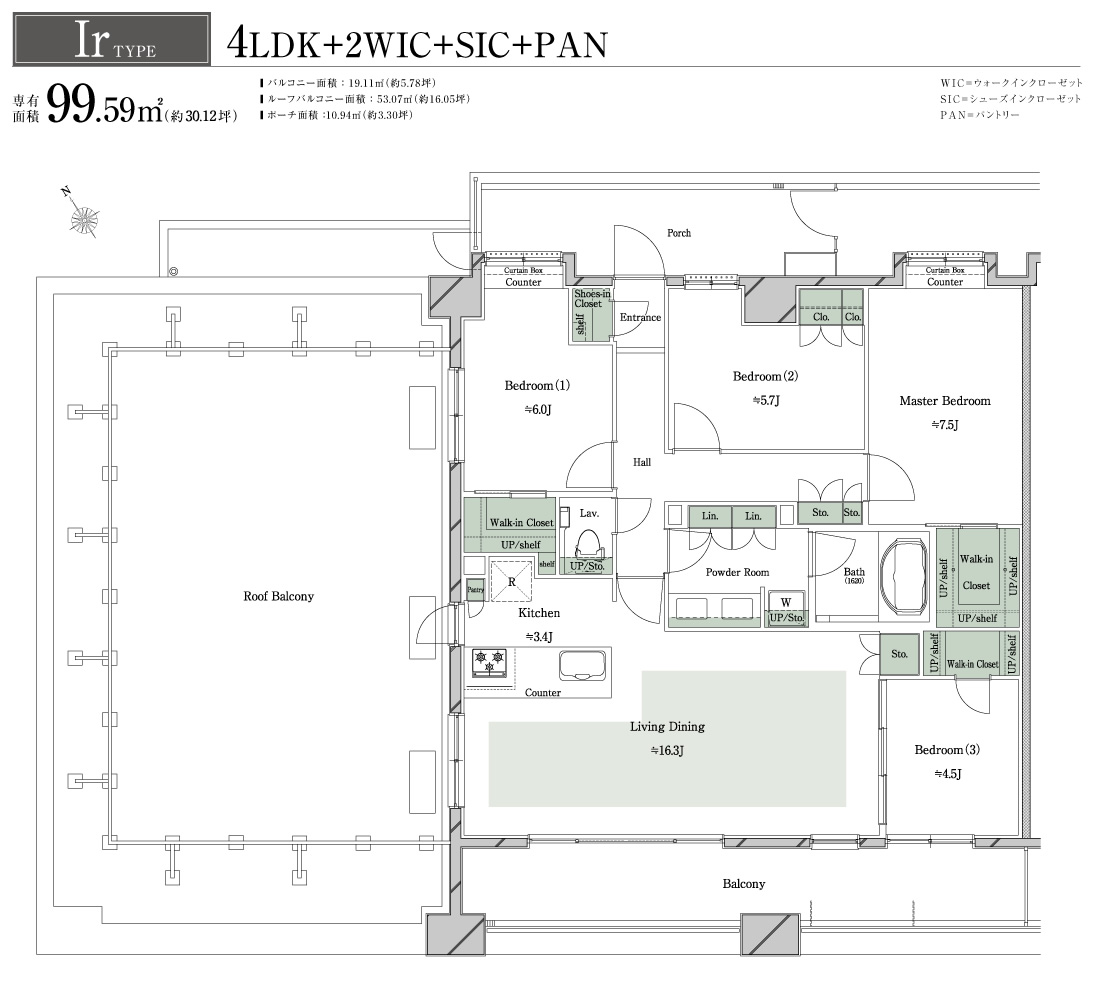 Ir TYPE
4LDK+2WIC+SIC+PAN
専有面積 99.59㎡(約30.12坪)
バルコニー面積：19.11㎡(約5.78坪)
ルーフバルコニー面積：53.07㎡(約16.05坪)
ポーチ面積：10.94㎡(約3.30坪)
WIC=ウォークインクローゼット
SIC=シューズインクローゼット
PAN=パントリー
N
Porch
Curtain Box
Counter
Curtain Box
Counter
Shoes-in
Closet
shelf
Entrance
Clo.
Clo.
Bedroom(1)
≒6.0J
Bedroom(2)
≒5.7J
Master Bedroom
≒7.5J
Hall
Walk-in Closet
UP/shelf
shelf
Lav.
UP/Sto.
Lin.
Lin.
Sto.
Sto.
Pantry
R
Powder Room
W
UP/Sto.
Bath
(1620)
UP/shelf
Walk-in
Closet
UP/shelf
UP/shelf
Roof Balcony
Kitchen
≒3.4J
Counter
Sto.
UP/shelf
Walk-in Closet
UP/shelf
Living Dining
≒16.3J
Bedroom(3)
≒4.5J
Balcony